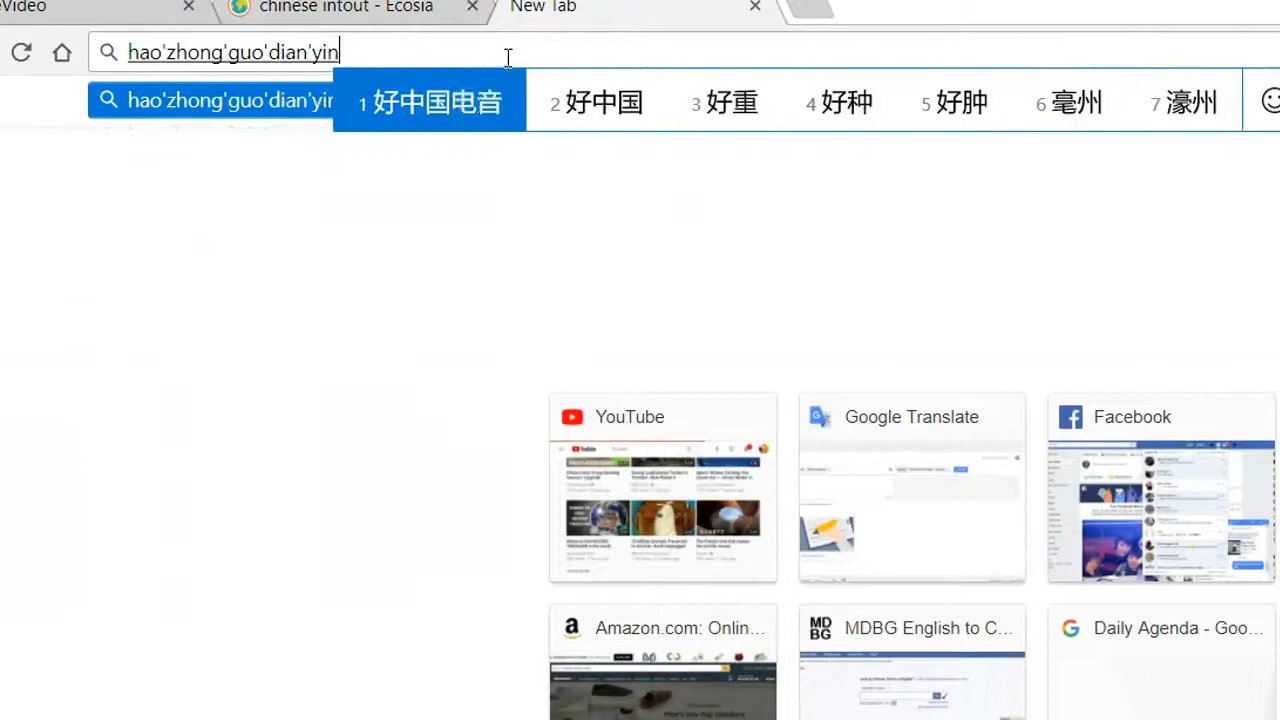 eVideo
chinese intout - Ecosia
New Tab
hao'zhong'guo'dian'yin
hao'zhong'guo'dian'yin
1 好中国电音 2 好中国 3 好重 4 好种 5 好肿 6 毫州 7 濠州
YouTube
Google Translate
Facebook
Amazon.com: Onlin...
MDBG English to C...
Daily Agenda - Goo...